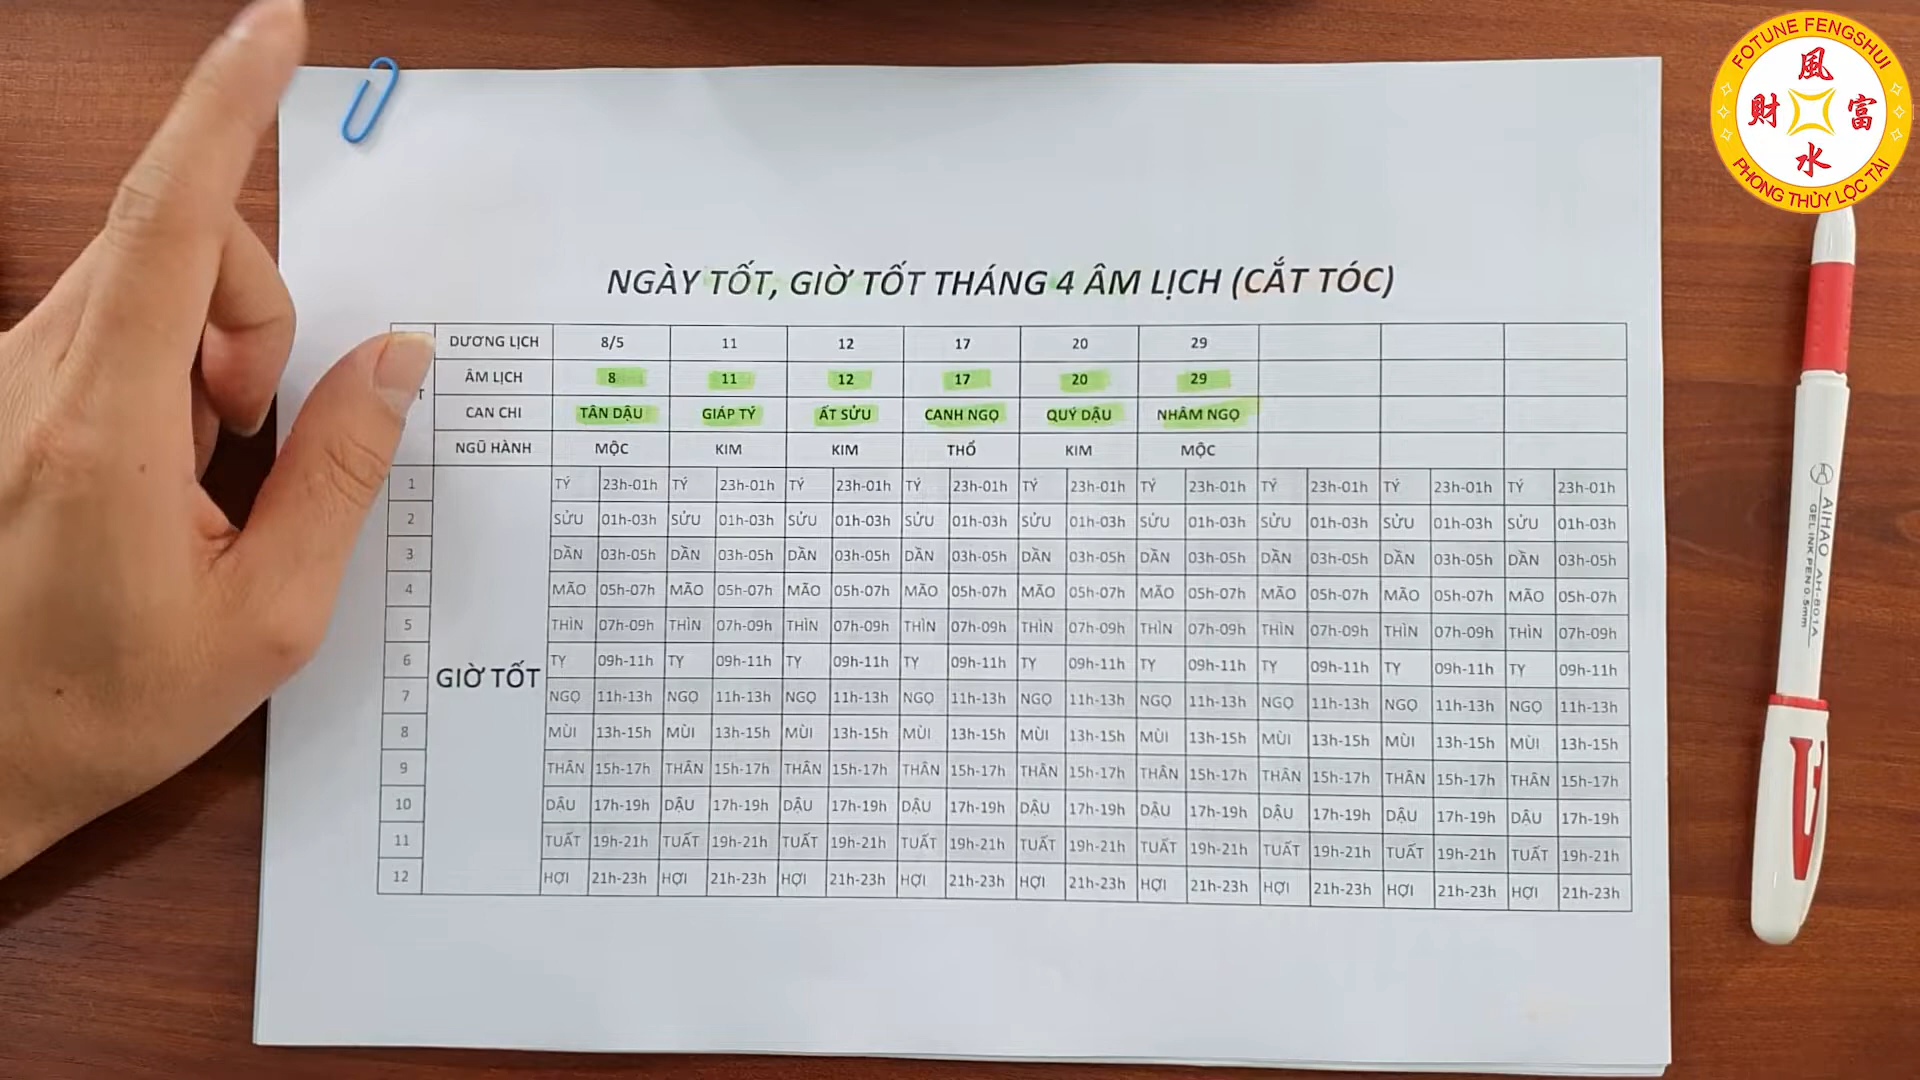 FOTUNE FENGSHUI
風
財 富
水
PHONG THỦY LỘC TÀI
NGÀY TỐT, GIỜ TỐT THÁNG 4 ÂM LỊCH (CẮT TÓC)
T DƯƠNG LỊCH 8/5 11 12 17 20 29
ÂM LỊCH 8 11 12 17 20 29
CAN CHI TÂN DẬU GIÁP TÝ ẤT SỬU CANH NGỌ QUÝ DẬU NHÂM NGỌ
NGŨ HÀNH MỘC KIM KIM THỔ KIM MỘC
GIỜ TỐT
1 TÝ 23h-01h TÝ 23h-01h TÝ 23h-01h TÝ 23h-01h TÝ 23h-01h TÝ 23h-01h TÝ 23h-01h TÝ 23h-01h TÝ 23h-01h
2 SỬU 01h-03h SỬU 01h-03h SỬU 01h-03h SỬU 01h-03h SỬU 01h-03h SỬU 01h-03h SỬU 01h-03h SỬU 01h-03h SỬU 01h-03h
3 DẦN 03h-05h DẦN 03h-05h DẦN 03h-05h DẦN 03h-05h DẦN 03h-05h DẦN 03h-05h DẦN 03h-05h DẦN 03h-05h DẦN 03h-05h
4 MÃO 05h-07h MÃO 05h-07h MÃO 05h-07h MÃO 05h-07h MÃO 05h-07h MÃO 05h-07h MÃO 05h-07h MÃO 05h-07h MÃO 05h-07h
5 THÌN 07h-09h THÌN 07h-09h THÌN 07h-09h THÌN 07h-09h THÌN 07h-09h THÌN 07h-09h THÌN 07h-09h THÌN 07h-09h THÌN 07h-09h
6 TỴ 09h-11h TỴ 09h-11h TỴ 09h-11h TỴ 09h-11h TỴ 09h-11h TỴ 09h-11h TỴ 09h-11h TỴ 09h-11h TỴ 09h-11h
7 NGỌ 11h-13h NGỌ 11h-13h NGỌ 11h-13h NGỌ 11h-13h NGỌ 11h-13h NGỌ 11h-13h NGỌ 11h-13h NGỌ 11h-13h NGỌ 11h-13h
8 MÙI 13h-15h MÙI 13h-15h MÙI 13h-15h MÙI 13h-15h MÙI 13h-15h MÙI 13h-15h MÙI 13h-15h MÙI 13h-15h MÙI 13h-15h
9 THÂN 15h-17h THÂN 15h-17h THÂN 15h-17h THÂN 15h-17h THÂN 15h-17h THÂN 15h-17h THÂN 15h-17h THÂN 15h-17h THÂN 15h-17h
10 DẬU 17h-19h DẬU 17h-19h DẬU 17h-19h DẬU 17h-19h DẬU 17h-19h DẬU 17h-19h DẬU 17h-19h DẬU 17h-19h DẬU 17h-19h
11 TUẤT 19h-21h TUẤT 19h-21h TUẤT 19h-21h TUẤT 19h-21h TUẤT 19h-21h TUẤT 19h-21h TUẤT 19h-21h TUẤT 19h-21h TUẤT 19h-21h
12 HỢI 21h-23h HỢI 21h-23h HỢI 21h-23h HỢI 21h-23h HỢI 21h-23h HỢI 21h-23h HỢI 21h-23h HỢI 21h-23h HỢI 21h-23h
AIHAO AH-801A
GEL INK PEN 0.5mm